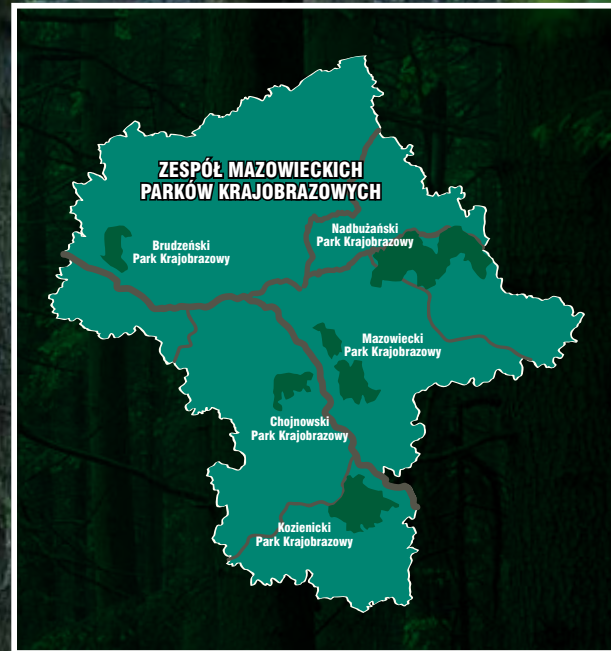 ZESPÓŁ MAZOWIECKICH
PARKÓW KRAJOBRAZOWYCH
Nadbużański
Park Krajobrazowy
Brudzeński
Park Krajobrazowy
Mazowiecki
Park Krajobrazowy
Chojnowski
Park Krajobrazowy
Kozienicki
Park Krajobrazowy